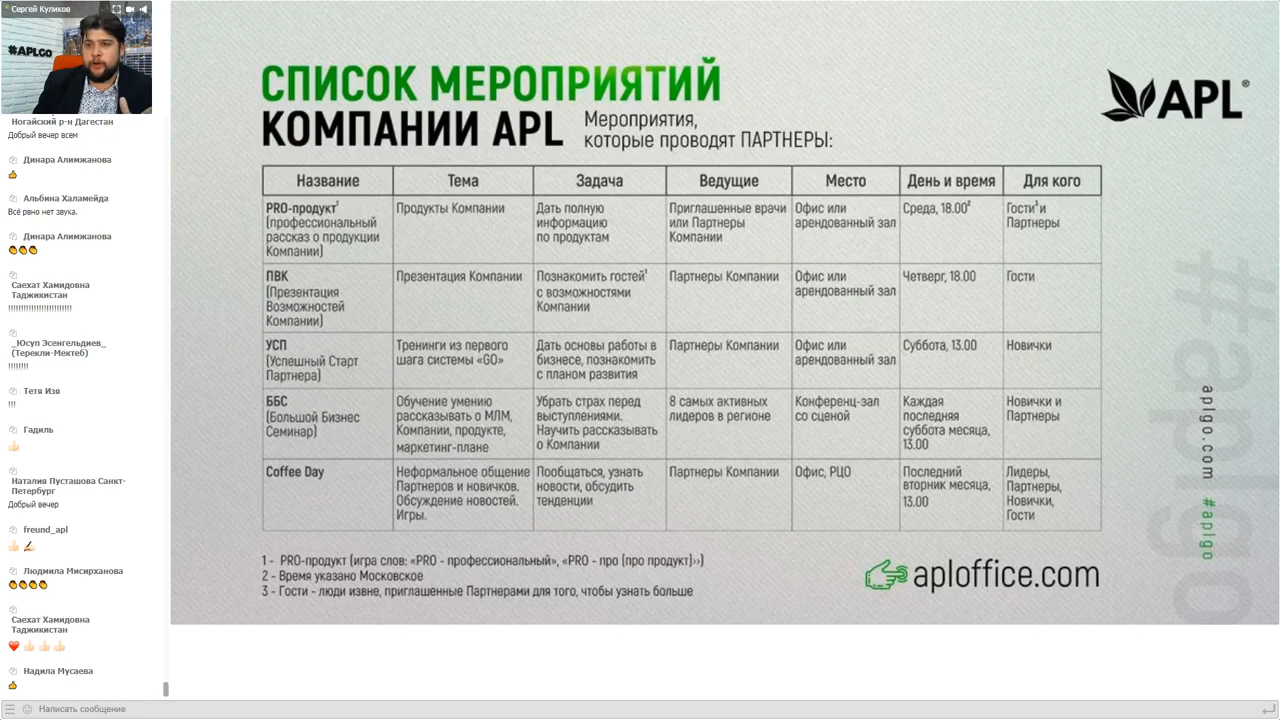 Сергей Куликов
#APLGO
Ногайский р-н Дагестан
Добрый вечер всем
Динара Алимжанова
Альбина Халамейда
Всё рвно нет звука.
Динара Алимжанова
Саехат Хамидовна
Таджикистан
!!!!!!!!!!!!!!!!!!!!!!!!
_Юсуп Эсенгельдиев_
(Терекли-Мектеб)
!!!!!!!!
Тетя Изя
!!!
Гадиль
Наталия Пусташова Санкт-
Петербург
Добрый вечер
freund_apl
Людмила Мисирханова
Саехат Хамидовна
Таджикистан
Надила Мусаева
Написать сообщение
СПИСОК МЕРОПРИЯТИЙ
КОМПАНИИ APL
Мероприятия,
которые проводят ПАРТНЕРЫ:
APL®
Название
Тема
Задача
Ведущие
Место
День и время
Для кого
PRO-продукт¹
(профессиональный
рассказ о продукции
Компании)
Продукты Компании
Дать полную
информацию
по продуктам
Приглашенные врачи
или Партнеры
Компании
Офис или
арендованный зал
Среда, 18.00²
Гости³ и
Партнеры
ПВК
(Презентация
Возможностей
Компании)
Презентация Компании
Познакомить гостей³
с возможностями
Компании
Партнеры Компании
Офис или
арендованный зал
Четверг, 18.00
Гости
УСП
(Успешный Старт
Партнера)
Тренинги из первого
шага системы «GO»
Дать основы работы в
бизнесе, познакомить
с планом развития
Партнеры Компании
Офис или
арендованный зал
Суббота, 13.00
Новички
ББС
(Большой Бизнес
Семинар)
Обучение умению
рассказывать о МЛМ,
Компании, продукте,
маркетинг-плане
Убрать страх перед
выступлениями.
Научить рассказывать
о Компании
8 самых активных
лидеров в регионе
Конференц-зал
со сценой
Каждая
последняя
суббота месяца,
13.00
Новички и
Партнеры
Coffee Day
Неформальное общение
Партнеров и новичков.
Обсуждение новостей.
Игры.
Пообщаться, узнать
новости, обсудить
тенденции
Партнеры Компании
Офис, РЦО
Последний
вторник месяца,
13.00
Лидеры,
Партнеры,
Новички,
Гости
1 - PRO-продукт (игра слов: «PRO - профессиональный», «PRO - про (про продукт)»)
2 - Время указано Московское
3 - Гости - люди извне, приглашенные Партнерами для того, чтобы узнать больше
aploffice.com
aplgo.com #aplgo
#aplgo